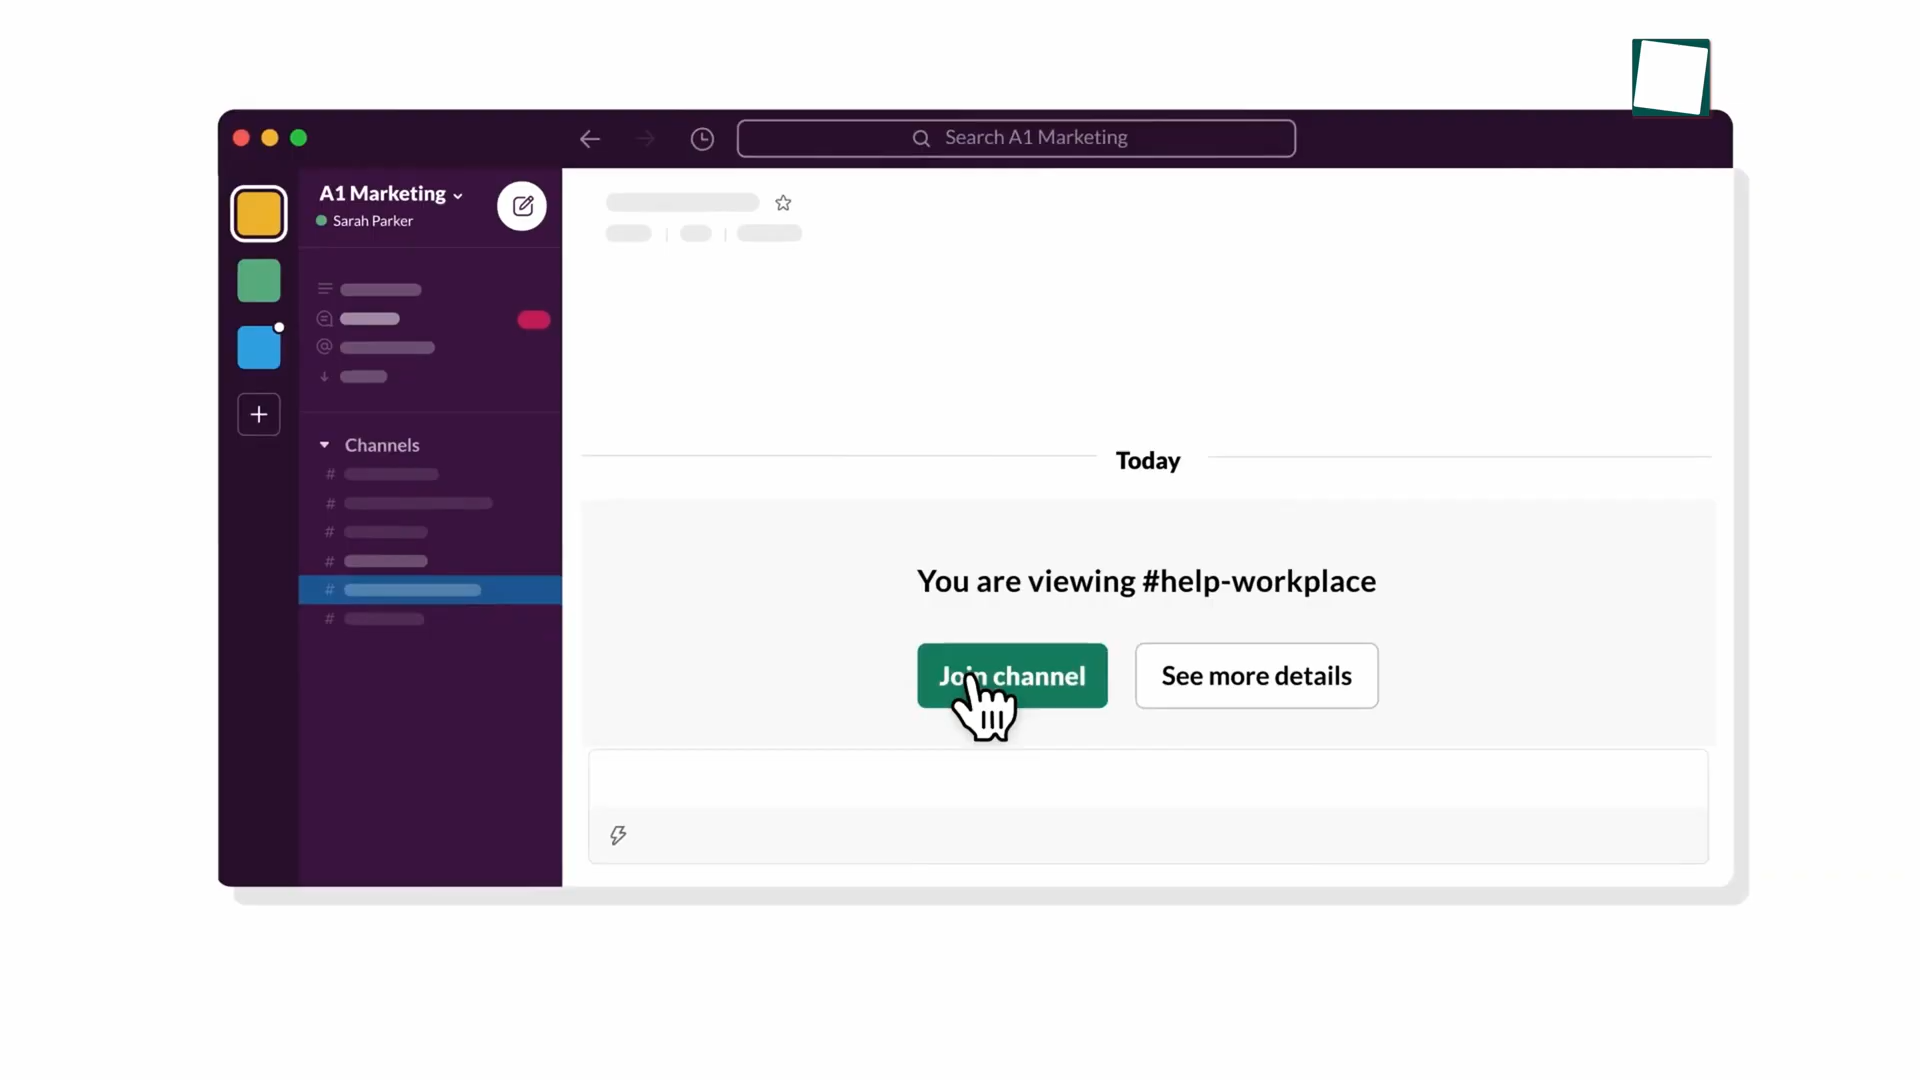 Search A1 Marketing
A1 Marketing
Sarah Parker
Channels
Today
You are viewing #help-workplace
Join channel
See more details